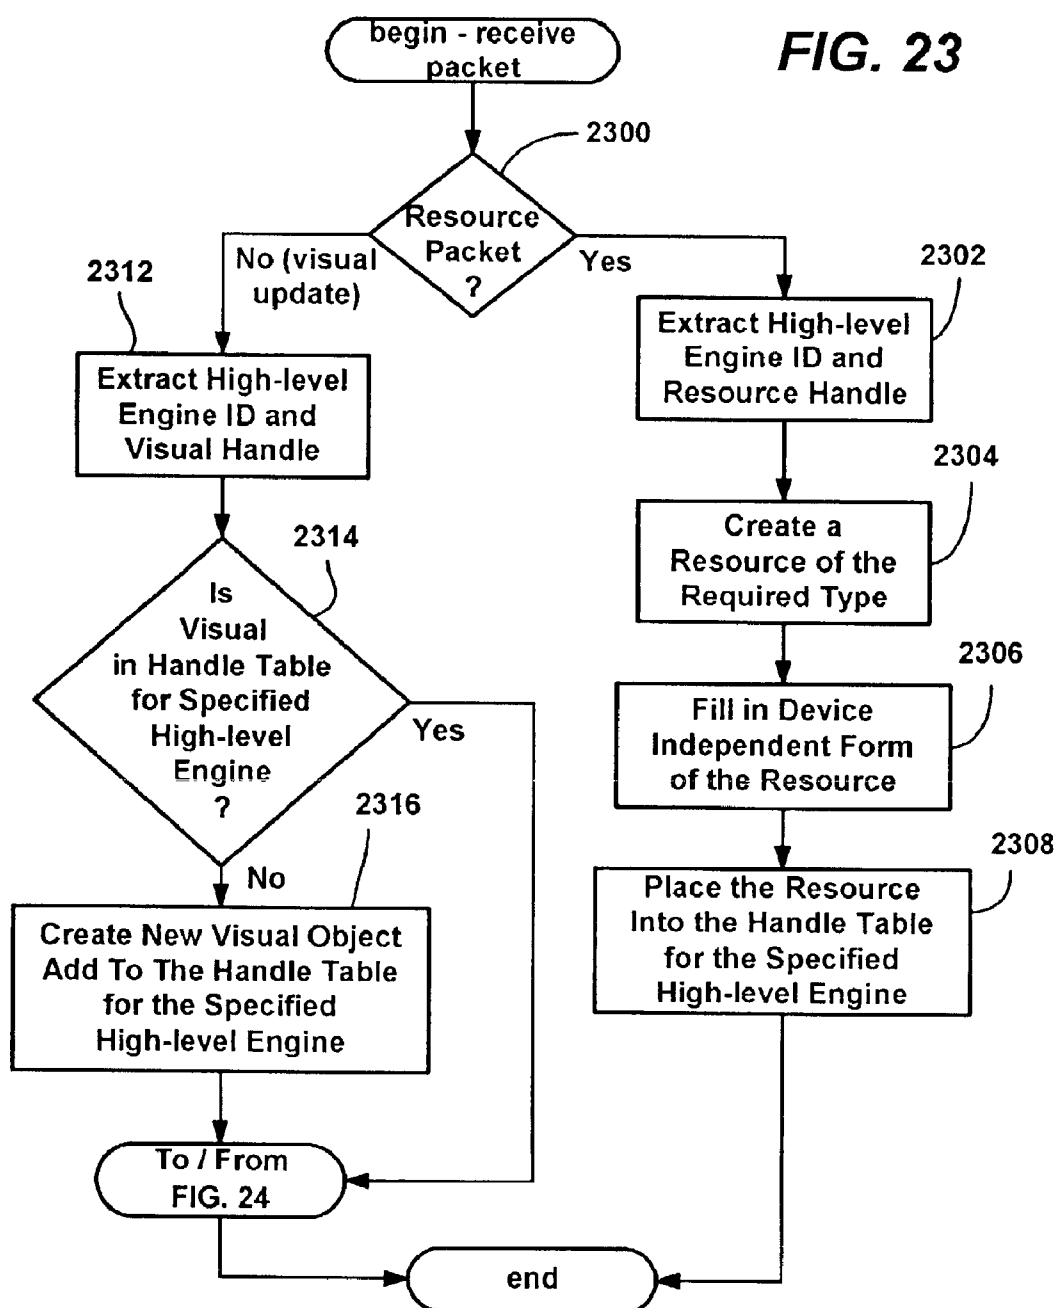 begin - receive
packet
FIG. 23
2300
Resource
Packet
?
No (visual
update)
Yes
2312
Extract High-level
Engine ID and
Visual Handle
2302
Extract High-level
Engine ID and
Resource Handle
2314
Is
Visual
in Handle Table
for Specified
High-level
Engine
?
Yes
No
2304
Create a
Resource of the
Required Type
2306
Fill in Device
Independent Form
of the Resource
2316
Create New Visual Object
Add To The Handle Table
for the Specified
High-level Engine
2308
Place the Resource
Into the Handle Table
for the Specified
High-level Engine
To / From
FIG. 24
end